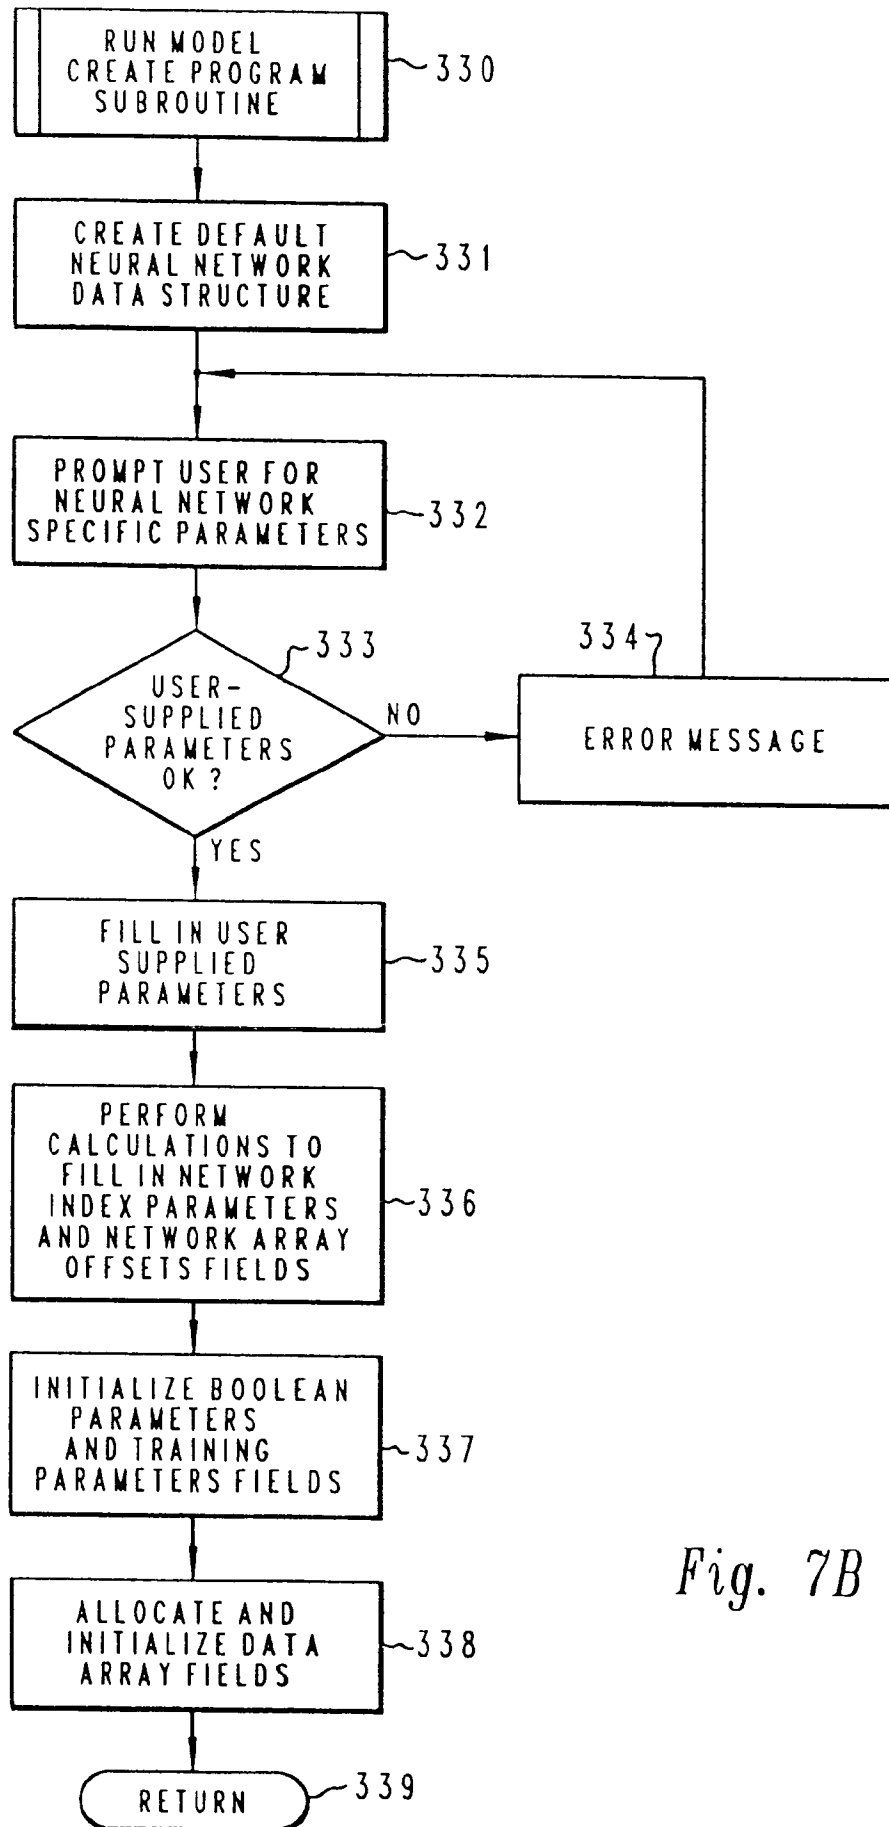 RUN MODEL
CREATE PROGRAM
SUBROUTINE
330
CREATE DEFAULT
NEURAL NETWORK
DATA STRUCTURE
331
PROMPT USER FOR
NEURAL NETWORK
SPECIFIC PARAMETERS
332
333
USER-
SUPPLIED
PARAMETERS
OK?
NO
334
ERROR MESSAGE
YES
FILL IN USER
SUPPLIED
PARAMETERS
335
PERFORM
CALCULATIONS TO
FILL IN NETWORK
INDEX PARAMETERS
AND NETWORK ARRAY
OFFSETS FIELDS
336
INITIALIZE BOOLEAN
PARAMETERS
AND TRAINING
PARAMETERS FIELDS
337
ALLOCATE AND
INITIALIZE DATA
ARRAY FIELDS
338
RETURN
339
Fig. 7B